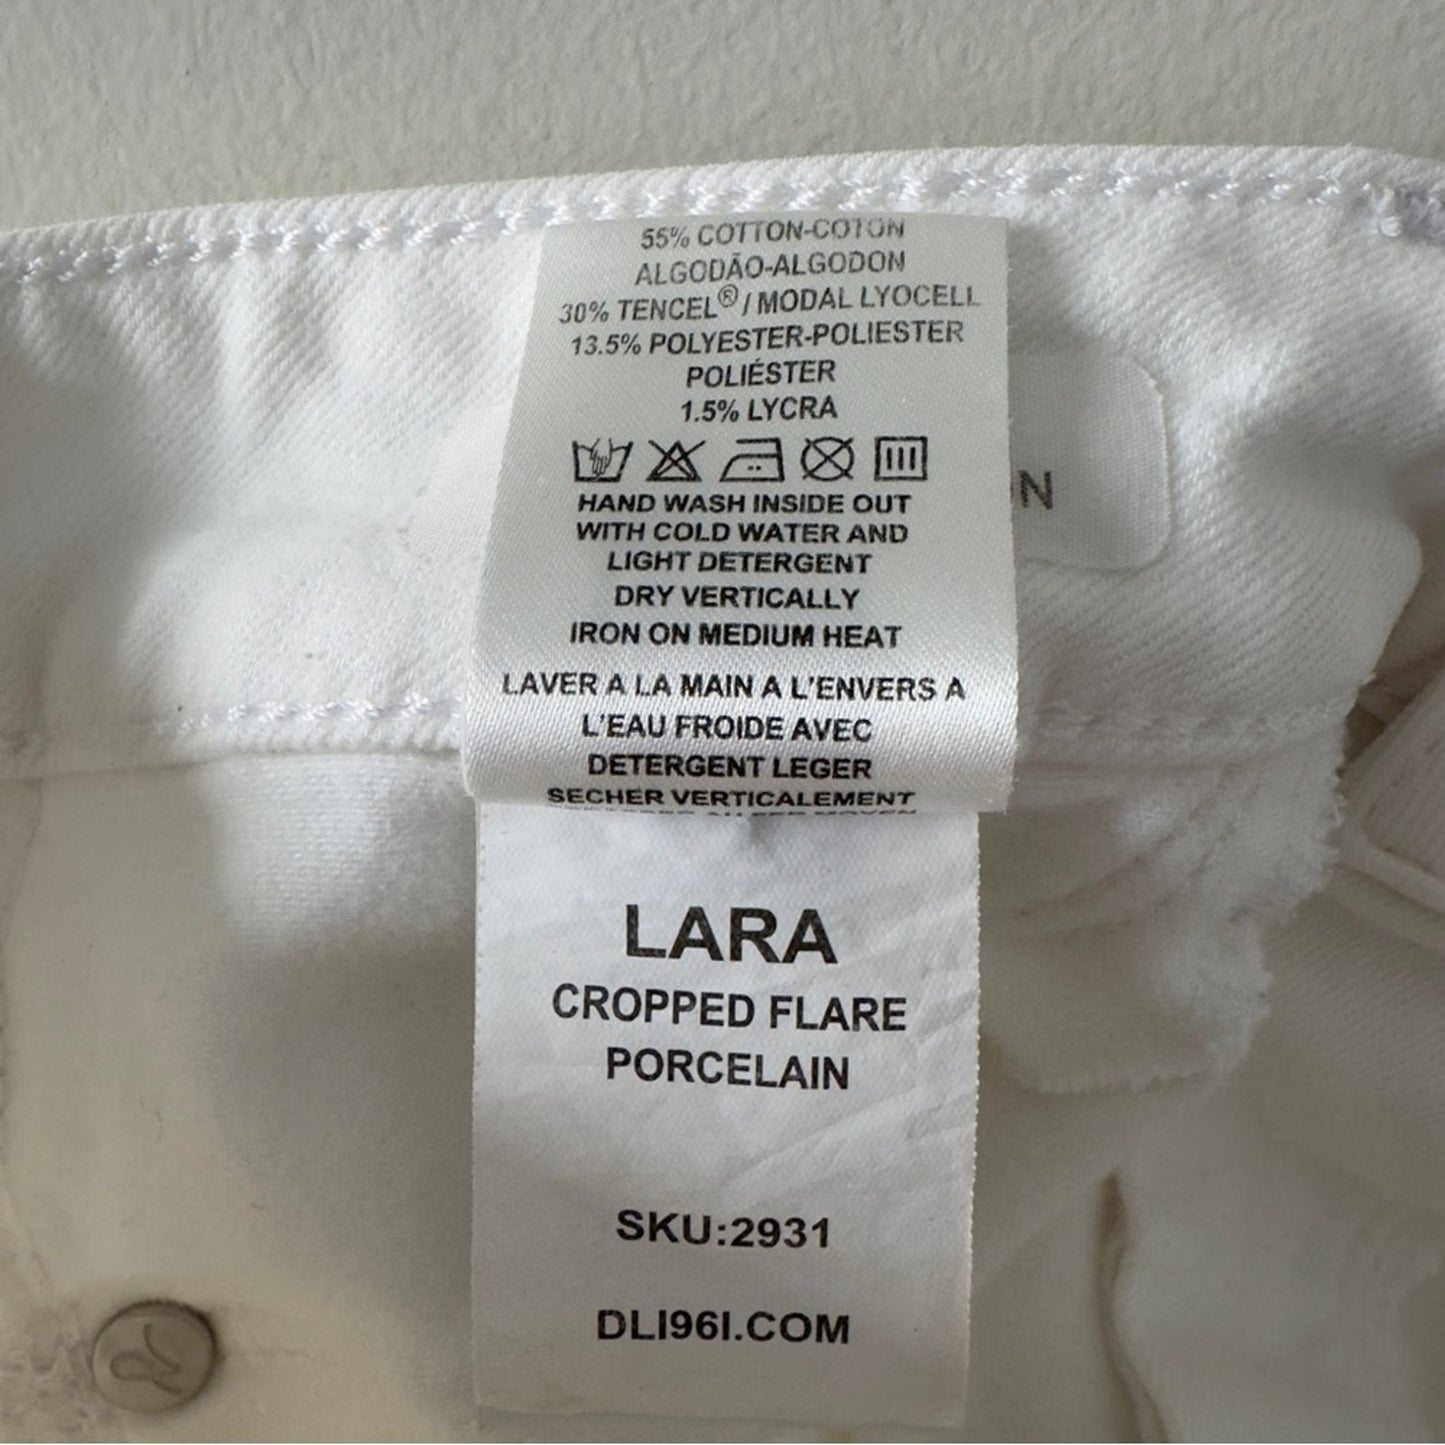 55% COTTON-COTON
ALGODÃO-ALGODON
30% TENCEL® / MODAL LYOCELL
13.5% POLYESTER-POLIESTER
POLIÉSTER
1.5% LYCRA
N
HAND WASH INSIDE OUT
WITH COLD WATER AND
LIGHT DETERGENT
DRY VERTICALLY
IRON ON MEDIUM HEAT
LAVER A LA MAIN A L'ENVERS A
L'EAU FROIDE AVEC
DETERGENT LEGER
SECHER VERTICALEMENT
LARA
CROPPED FLARE
PORCELAIN
SKU:2931
DLI961.COM